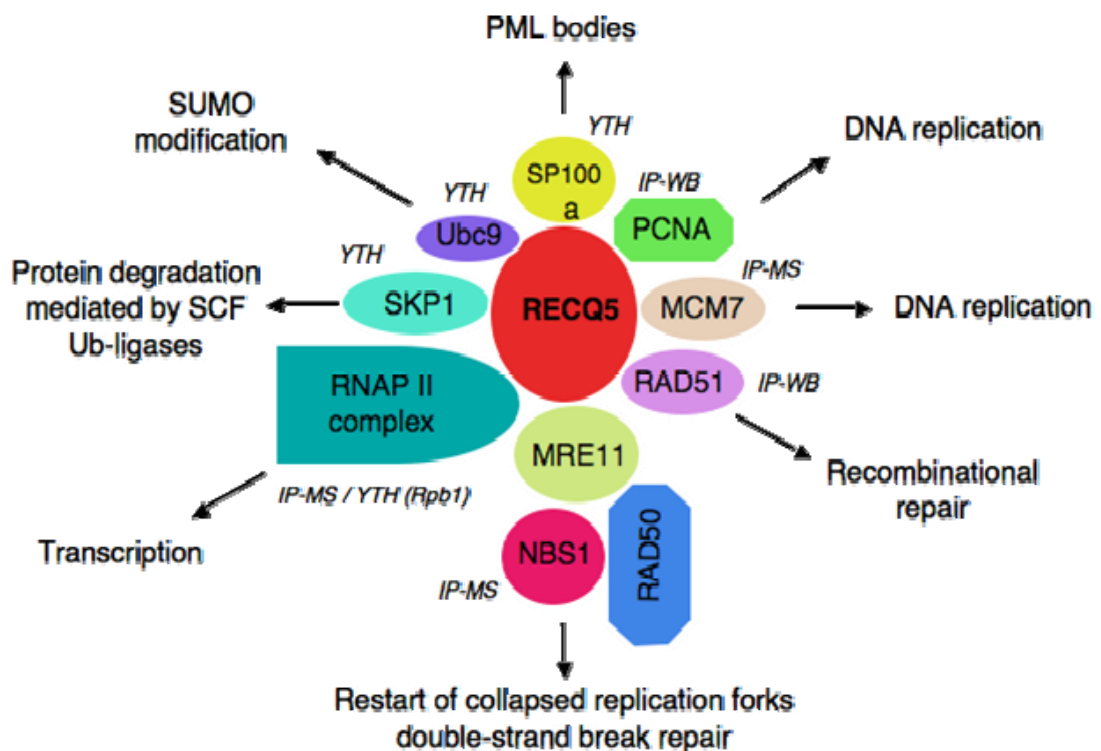 PML bodies
SUMO
modification
YTH
DNA replication
SP100
a
YTH
IP-WB
Ubc9
PCNA
Protein degradation
mediated by SCF
Ub-ligases
YTH
SKP1
RECQ5
IP-MS
MCM7
DNA replication
RNAP II
complex
RAD51
IP-WB
MRE11
IP-MS / YTH (Rpb1)
Recombinational
repair
Transcription
NBS1
RAD50
IP-MS
Restart of collapsed replication forks
double-strand break repair